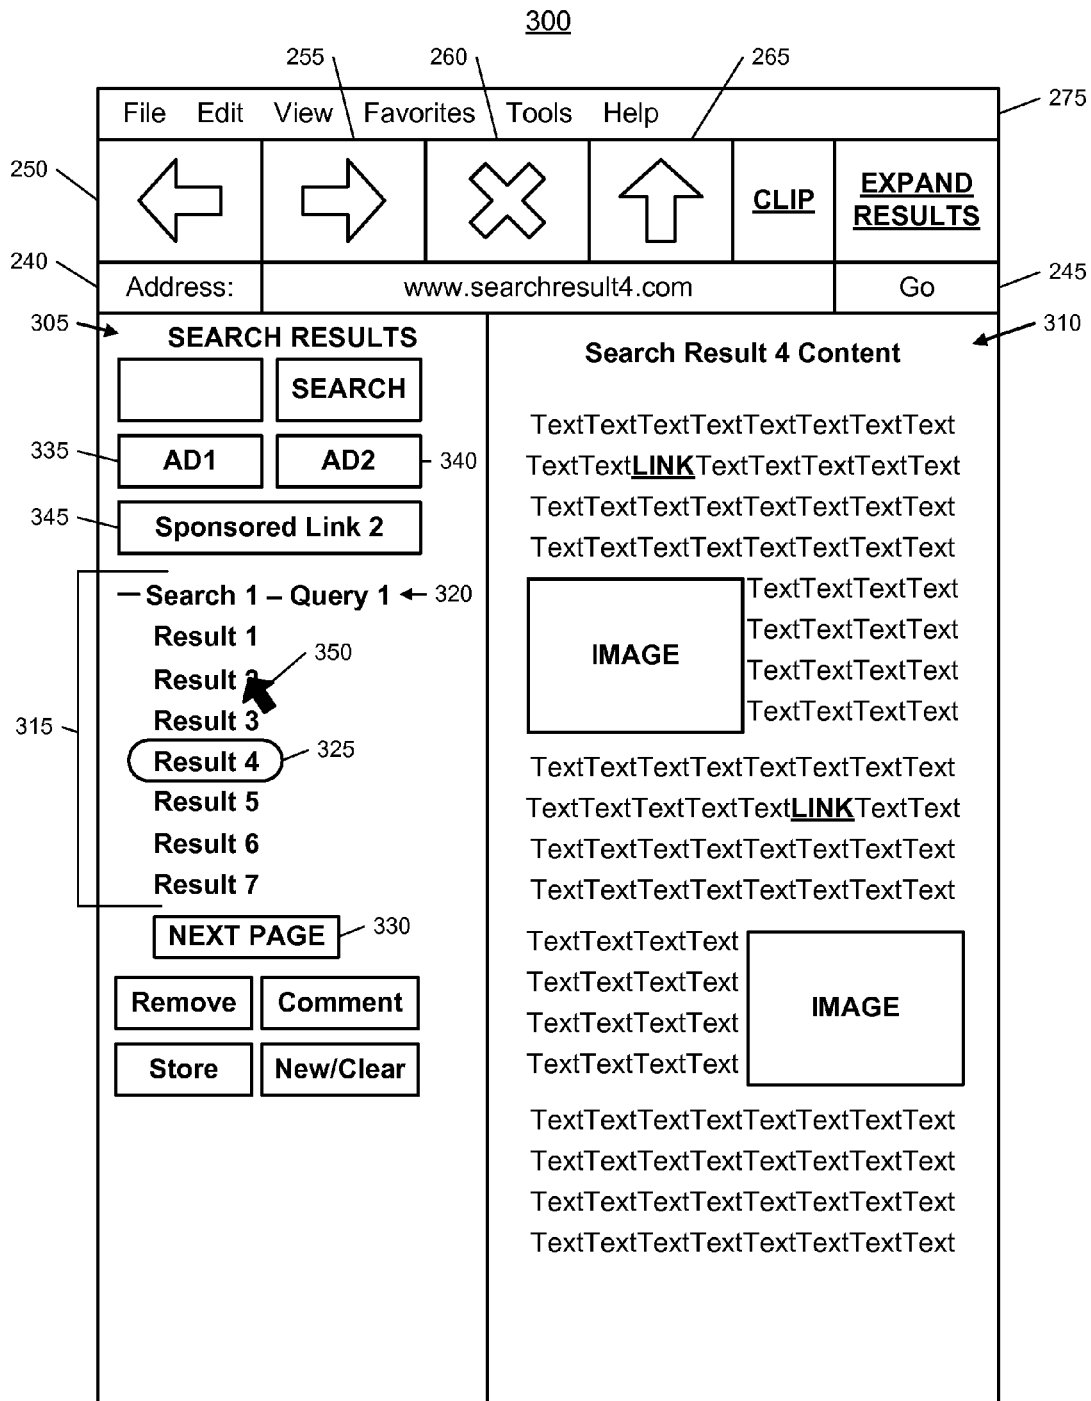 300
255 260 265
File Edit View Favorites Tools Help 275
250 CLIP EXPAND
RESULTS
240 Address: www.searchresult4.com Go 245
305 SEARCH RESULTS
SEARCH
335 AD1 AD2 340
345 Sponsored Link 2
315
– Search 1 – Query 1 320
Result 1
Result 350
Result 3
Result 4 325
Result 5
Result 6
Result 7
NEXT PAGE 330
Remove Comment
Store New/Clear
310
Search Result 4 Content
TextTextTextTextTextTextTextText
TextTextLINKTextTextTextTextText
TextTextTextTextTextTextTextText
TextTextTextTextTextTextTextText
IMAGE
TextTextTextText
TextTextTextText
TextTextTextText
TextTextTextText
TextTextTextTextTextTextTextText
TextTextTextTextTextLINKTextText
TextTextTextTextTextTextTextText
TextTextTextTextTextTextTextText
TextTextTextText
TextTextTextText
TextTextTextText
TextTextTextText
IMAGE
TextTextTextTextTextTextTextText
TextTextTextTextTextTextTextText
TextTextTextTextTextTextTextText
TextTextTextTextTextTextTextText